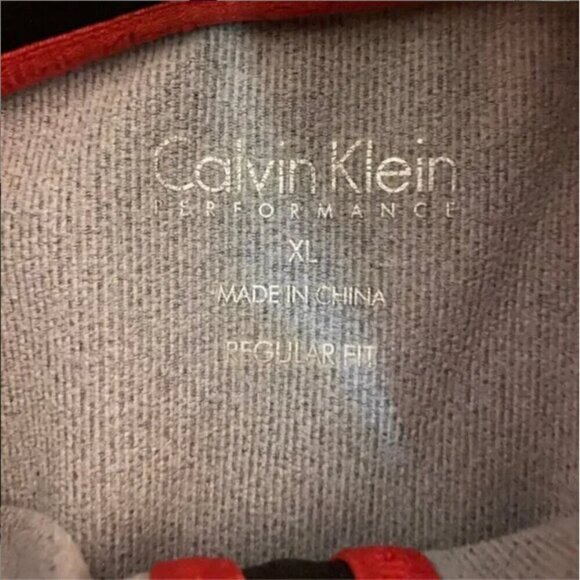 Calvin Klein
PERFORMANCE
XL
MADE IN CHINA
REGULAR FIT